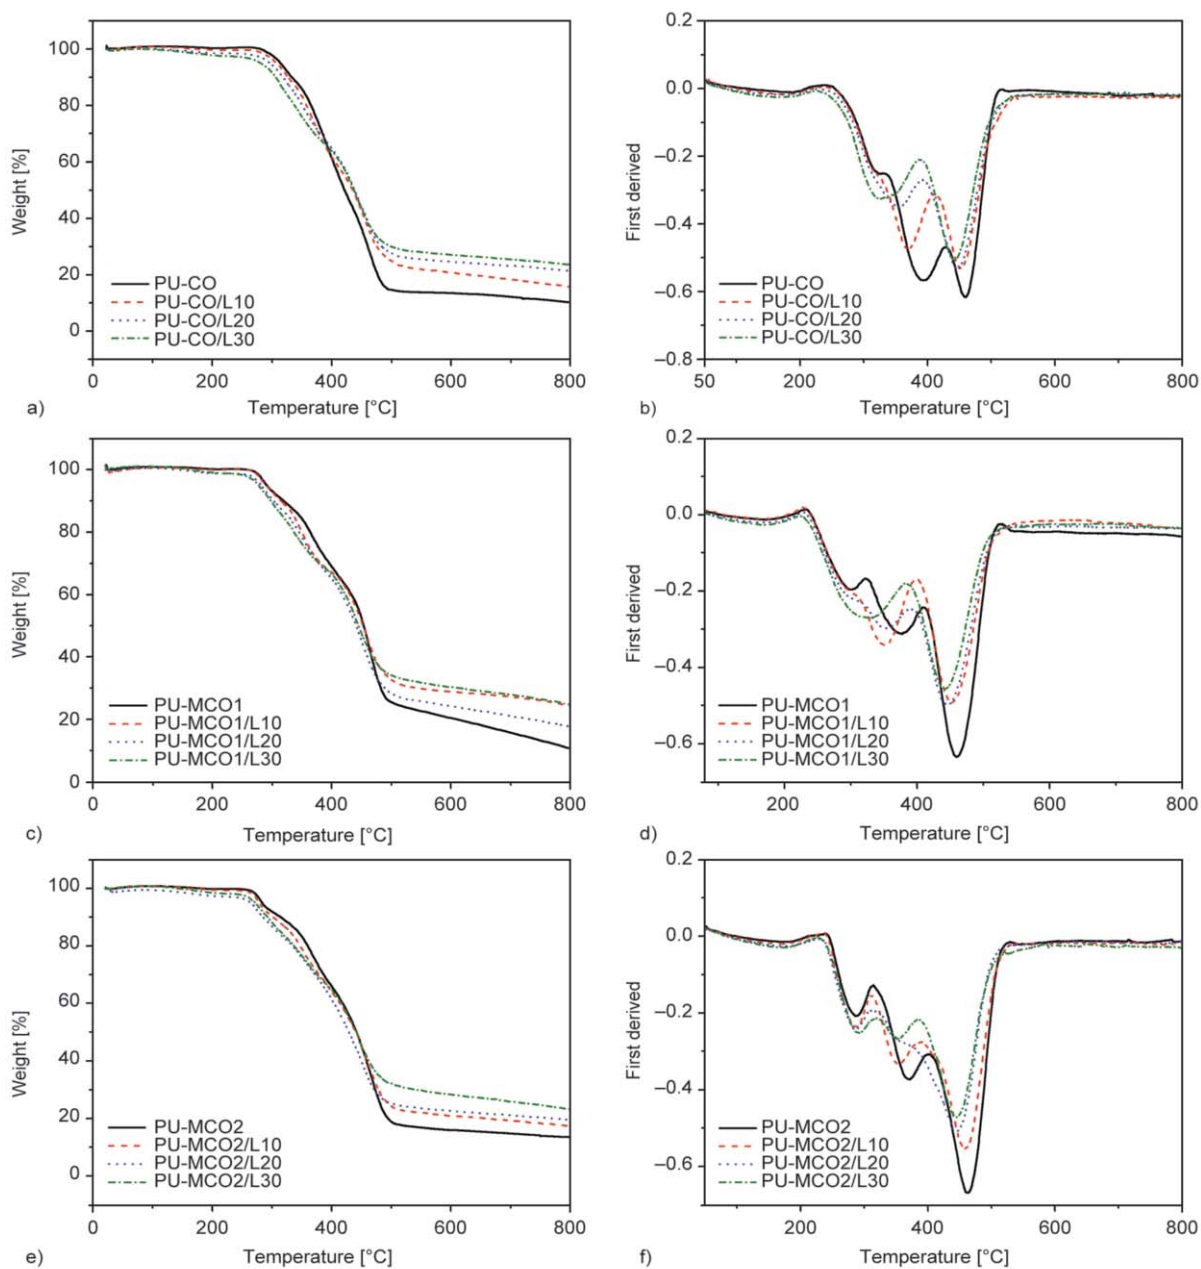 100
80
60
40
20
0
Weight [%]
PU-CO
PU-CO/L10
PU-CO/L20
PU-CO/L30
0 200 400 600 800
Temperature [°C]
a)
0.2
0.0
–0.2
–0.4
–0.6
–0.8
First derived
PU-CO
PU-CO/L10
PU-CO/L20
PU-CO/L30
50 200 400 600 800
Temperature [°C]
b)
100
80
60
40
20
0
Weight [%]
PU-MCO1
PU-MCO1/L10
PU-MCO1/L20
PU-MCO1/L30
0 200 400 600 800
Temperature [°C]
c)
0.2
0.0
–0.2
–0.4
–0.6
First derived
PU-MCO1
PU-MCO1/L10
PU-MCO1/L20
PU-MCO1/L30
200 400 600 800
Temperature [°C]
d)
100
80
60
40
20
0
Weight [%]
PU-MCO2
PU-MCO2/L10
PU-MCO2/L20
PU-MCO2/L30
0 200 400 600 800
Temperature [°C]
e)
0.2
0.0
–0.2
–0.4
–0.6
First derived
PU-MCO2
PU-MCO2/L10
PU-MCO2/L20
PU-MCO2/L30
200 400 600 800
Temperature [°C]
f)